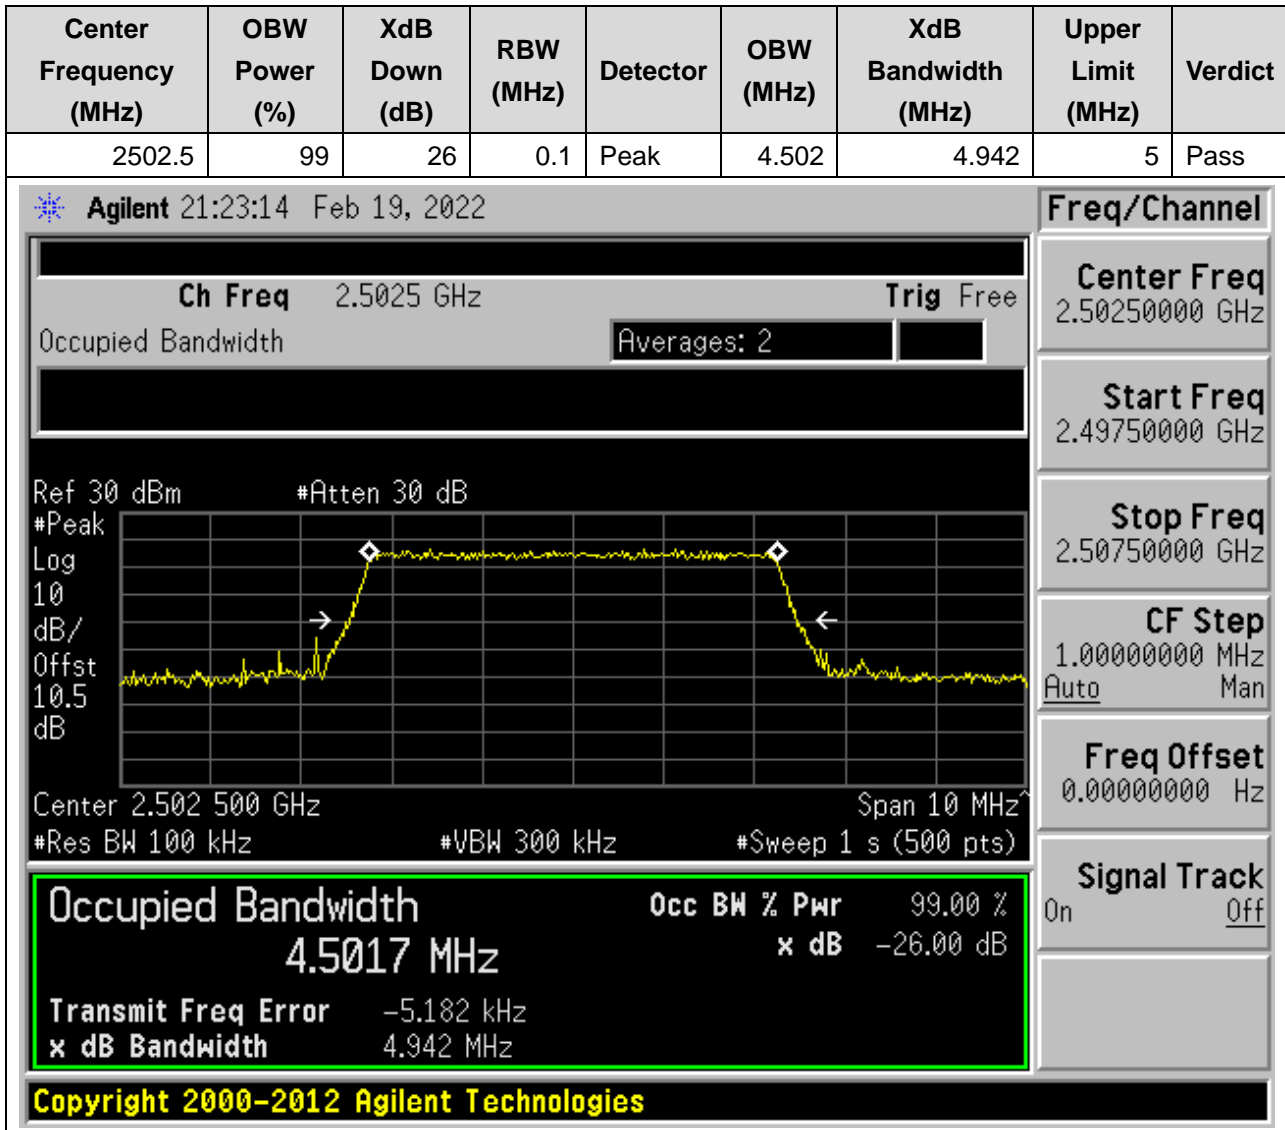 Center Frequency (MHz) OBW Power (%) XdB Down (dB) RBW (MHz) Detector OBW (MHz) XdB Bandwidth (MHz) Upper Limit (MHz) Verdict
2502.5 99 26 0.1 Peak 4.502 4.942 5 Pass
Agilent 21:23:14 Feb 19, 2022
Freq/Channel
Ch Freq 2.5025 GHz Trig Free
Occupied Bandwidth Averages: 2
Ref 30 dBm #Atten 30 dB
#Peak
Log
10
dB/
Offst
10.5
dB
Center 2.502 500 GHz Span 10 MHz^
#Res BW 100 kHz #VBW 300 kHz #Sweep 1 s (500 pts)
Occupied Bandwidth Occ BW % Pwr 99.00 %
4.5017 MHz x dB -26.00 dB
Transmit Freq Error -5.182 kHz
x dB Bandwidth 4.942 MHz
Center Freq
2.50250000 GHz
Start Freq
2.49750000 GHz
Stop Freq
2.50750000 GHz
CF Step
1.00000000 MHz
Auto Man
Freq Offset
0.00000000 Hz
Signal Track
On Off
Copyright 2000-2012 Agilent Technologies